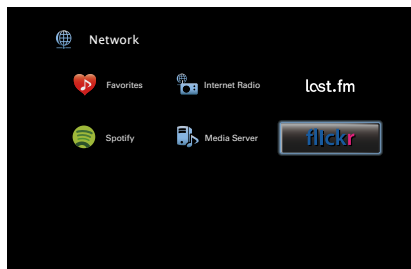 Network
Favorites
Internet Radio
last.fm
Spotify
Media Server
flickr